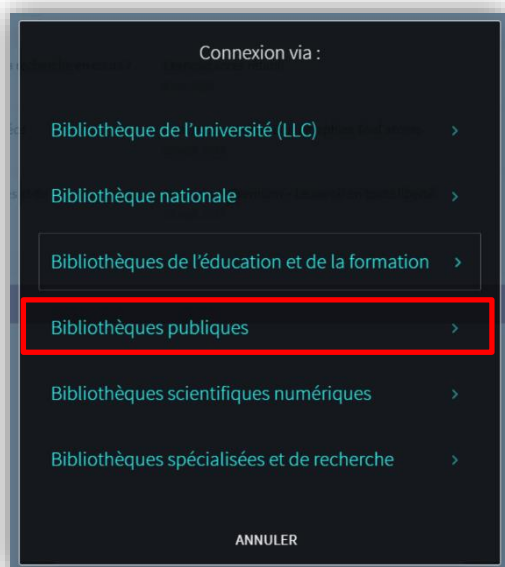 Connexion via :
Bibliothèque de l'université (LLC)
Bibliothèque nationale
Bibliothèques de l'éducation et de la formation
Bibliothèques publiques
Bibliothèques scientifiques numériques
Bibliothèques spécialisées et de recherche
ANNULER